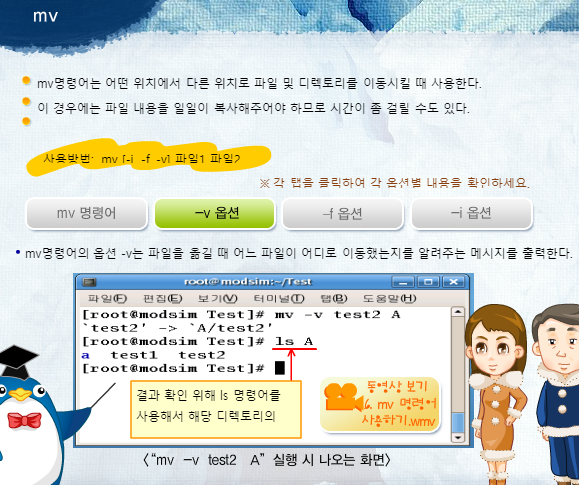 mv
mv명령어는 어떤 위치에서 다른 위치로 파일 및 디렉토리를 이동시킬 때 사용한다.
이 경우에는 파일 내용을 일일이 복사해주어야 하므로 시간이 좀 걸릴 수도 있다.
사용방법: mv [-i -f -v] 파일1 파일2
※ 각 탭을 클릭하여 각 옵션별 내용을 확인하세요.
mv 명령어 -v 옵션 -f 옵션 -i 옵션
• mv명령어의 옵션 -v는 파일을 옮길 때 어느 파일이 어디로 이동했는지를 알려주는 메시지를 출력한다.
root@modsim:~/Test
파일(F) 편집(E) 보기(V) 터미널(T) 탭(B) 도움말(H)
[root@modsim Test]# mv -v test2 A
`test2' -> `A/test2'
[root@modsim Test]# ls A
a test1 test2
[root@modsim Test]#
결과 확인 위해 ls 명령어를
사용해서 해당 디렉토리의
동영상 보기
6. mv 명령어
사용하기.wmv
<“mv -v test2 A” 실행 시 나오는 화면>